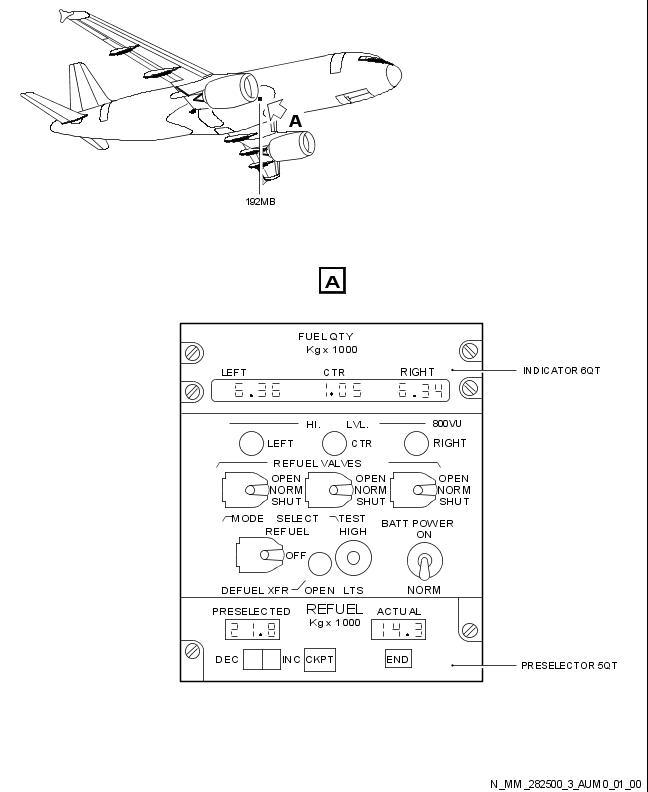 A
192MB
A
FUEL QTY
Kg x 1000
LEFT CTR RIGHT
INDICATOR 6QT
6.36 1.05 6.34
HI. LVL. 800VU
LEFT CTR RIGHT
REFUEL VALVES
OPEN OPEN OPEN
NORM NORM NORM
SHUT SHUT SHUT
MODE SELECT TEST BATT POWER
REFUEL HIGH ON
OFF
DEFUEL XFR OPEN LTS NORM
PRESELECTED REFUEL ACTUAL
Kg x 1000
21.8 14.3
DEC INC CKPT END
PRESELECTOR 5QT
N_MM_282500_3_AUM0_01_00